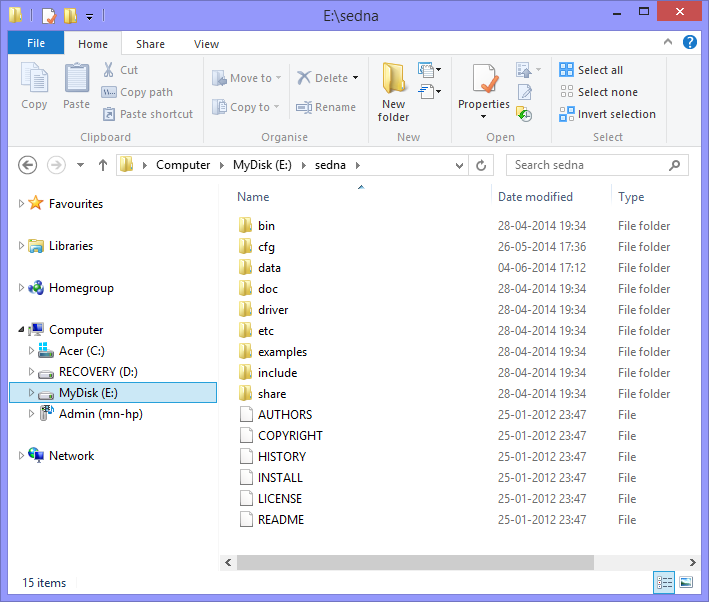 E:\sedna
File Home Share View
Copy
Paste
Cut
Copy path
Paste shortcut
Clipboard
Move to
Copy to
Delete
Rename
Organise
New folder
New
Properties
Open
Select all
Select none
Invert selection
Select
Computer MyDisk (E:) sedna
Search sedna
Favourites
Libraries
Homegroup
Computer
Acer (C:)
RECOVERY (D:)
MyDisk (E:)
Admin (mn-hp)
Network
Name Date modified Type
bin 28-04-2014 19:34 File folder
cfg 26-05-2014 17:36 File folder
data 04-06-2014 17:12 File folder
doc 28-04-2014 19:34 File folder
driver 28-04-2014 19:34 File folder
etc 28-04-2014 19:34 File folder
examples 28-04-2014 19:34 File folder
include 28-04-2014 19:34 File folder
share 28-04-2014 19:34 File folder
AUTHORS 25-01-2012 23:47 File
COPYRIGHT 25-01-2012 23:47 File
HISTORY 25-01-2012 23:47 File
INSTALL 25-01-2012 23:47 File
LICENSE 25-01-2012 23:47 File
README 25-01-2012 23:47 File
15 items